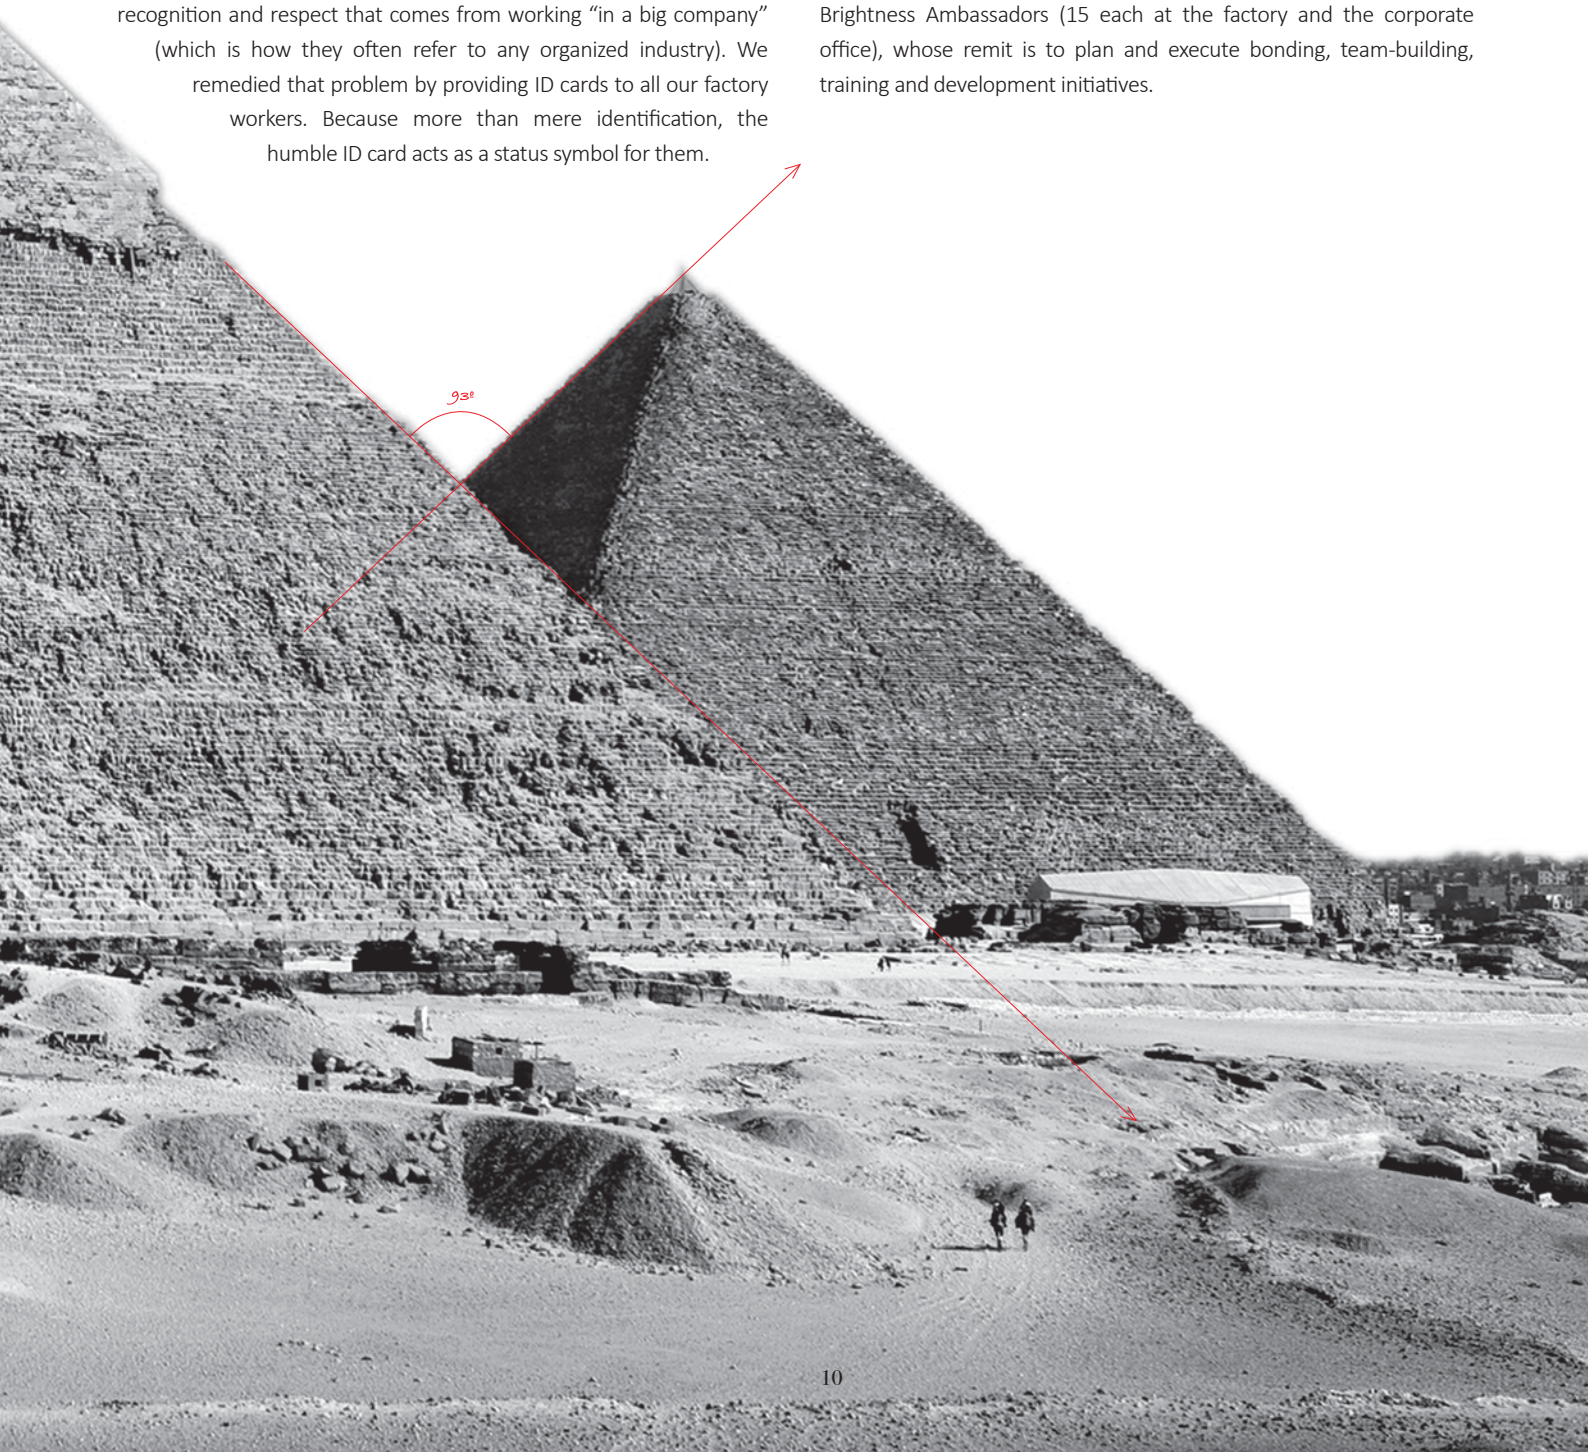 recognition and respect that comes from working “in a big company”
(which is how they often refer to any organized industry). We
remedied that problem by providing ID cards to all our factory
workers. Because more than mere identification, the
humble ID card acts as a status symbol for them.
Brightness Ambassadors (15 each at the factory and the corporate
office), whose remit is to plan and execute bonding, team-building,
training and development initiatives.
93º
10